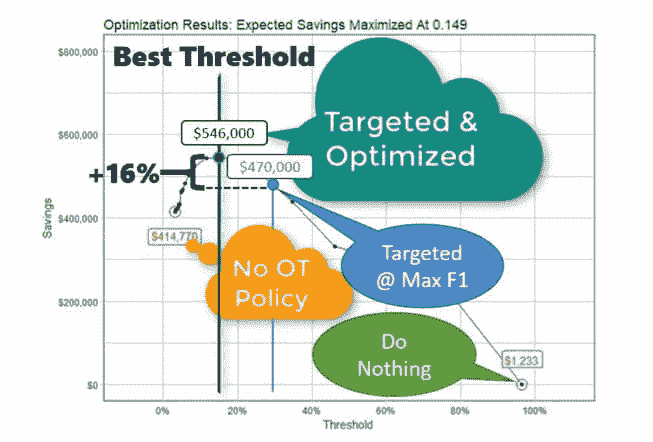 Optimization Results: Expected Savings Maximized At 0.149
Best Threshold
$800,000
$600,000
$400,000
$200,000
$0
Savings
Targeted &
Optimized
$546,000
$470,000
+16%
$414,770
No OT
Policy
Targeted
@ Max F1
Do
Nothing
$1,233
0%
20%
40%
60%
80%
100%
Threshold